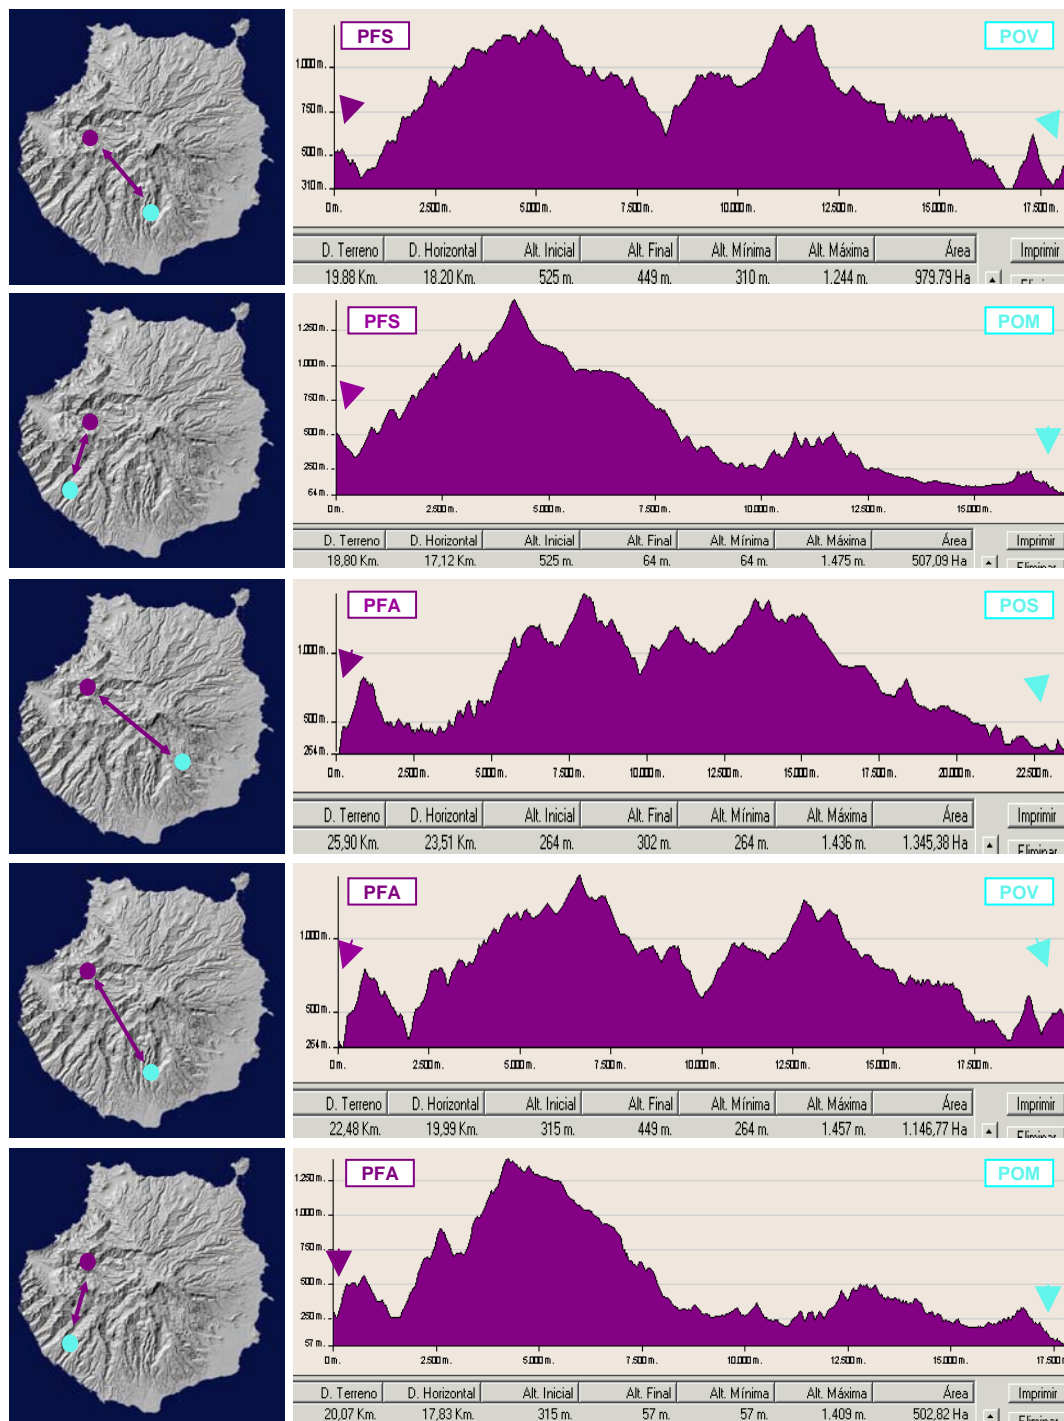 PFS POV
1.000 m.
750 m.
500 m.
310 m.
0 m. 2.500 m. 5.000 m. 7.500 m. 10.000 m. 12.500 m. 15.000 m. 17.500 m.
D. Terreno D. Horizontal Alt. Inicial Alt. Final Alt. Mínima Alt. Máxima Área Imprimir
19.88 Km. 18.20 Km. 525 m. 449 m. 310 m. 1.244 m. 979.79 Ha
PFS POM
1.250 m.
1.000 m.
750 m.
500 m.
250 m.
64 m.
0 m. 2.500 m. 5.000 m. 7.500 m. 10.000 m. 12.500 m. 15.000 m.
D. Terreno D. Horizontal Alt. Inicial Alt. Final Alt. Mínima Alt. Máxima Área Imprimir
18,80 Km. 17,12 Km. 525 m. 64 m. 64 m. 1.475 m. 507,09 Ha Eliminar
PFA POS
1.000 m.
500 m.
264 m.
0 m. 2.500 m. 5.000 m. 7.500 m. 10.000 m. 12.500 m. 15.000 m. 17.500 m. 20.000 m. 22.500 m.
D. Terreno D. Horizontal Alt. Inicial Alt. Final Alt. Mínima Alt. Máxima Área Imprimir
25,90 Km. 23,51 Km. 264 m. 302 m. 264 m. 1.436 m. 1.345,38 Ha Eliminar
PFA POV
1.000 m.
500 m.
264 m.
0 m. 2.500 m. 5.000 m. 7.500 m. 10.000 m. 12.500 m. 15.000 m. 17.500 m.
D. Terreno D. Horizontal Alt. Inicial Alt. Final Alt. Mínima Alt. Máxima Área Imprimir
22,48 Km. 19,99 Km. 315 m. 449 m. 264 m. 1.457 m. 1.146,77 Ha Eliminar
PFA POM
1.250 m.
1.000 m.
750 m.
500 m.
250 m.
57 m.
0 m. 2.500 m. 5.000 m. 7.500 m. 10.000 m. 12.500 m. 15.000 m. 17.500 m.
D. Terreno D. Horizontal Alt. Inicial Alt. Final Alt. Mínima Alt. Máxima Área Imprimir
20,07 Km. 17,83 Km. 315 m. 57 m. 57 m. 1.409 m. 502,82 Ha Eliminar